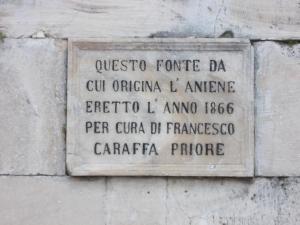 QUESTO FONTE DA
CUI ORIGINA L'ANIENE
ERETTO L'ANNO 1866
PER CURA DI FRANCESCO
CARAFFA PRIORE